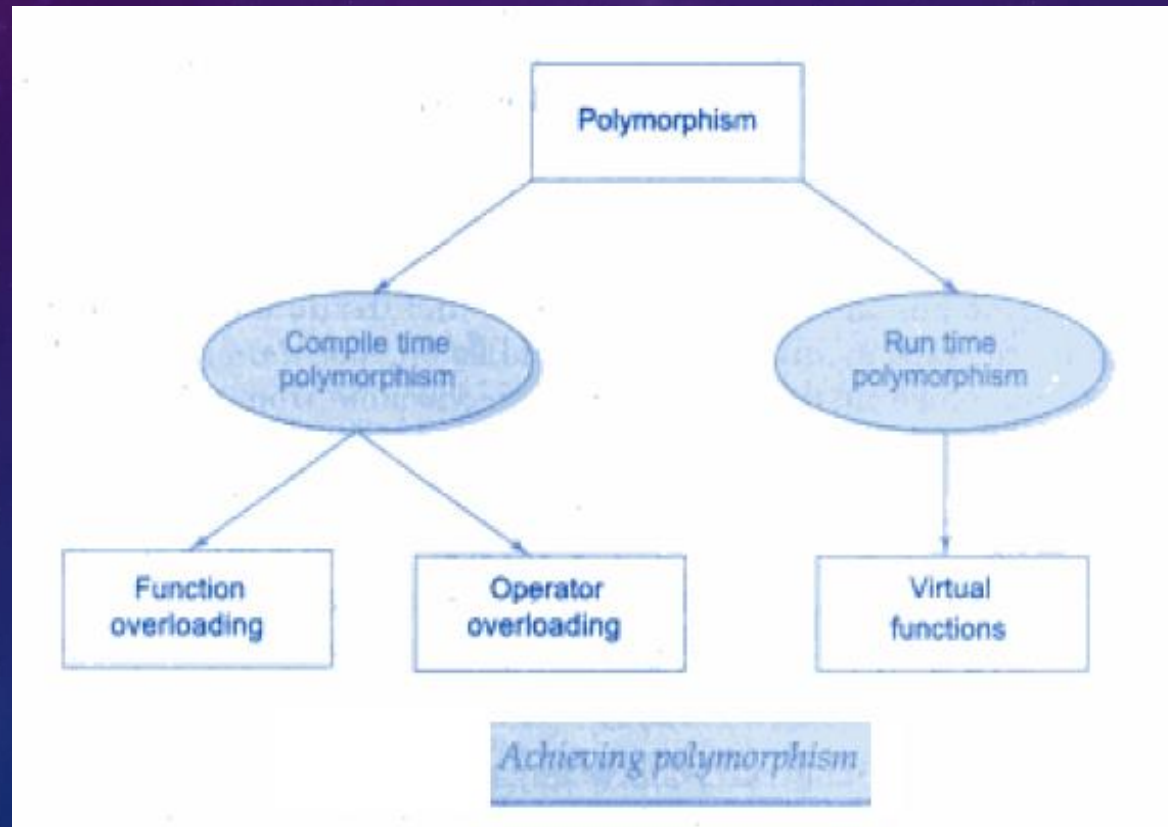 Polymorphism
Compile time
polymorphism
Run time
polymorphism
Function
overloading
Operator
overloading
Virtual
functions
Achieving polymorphism